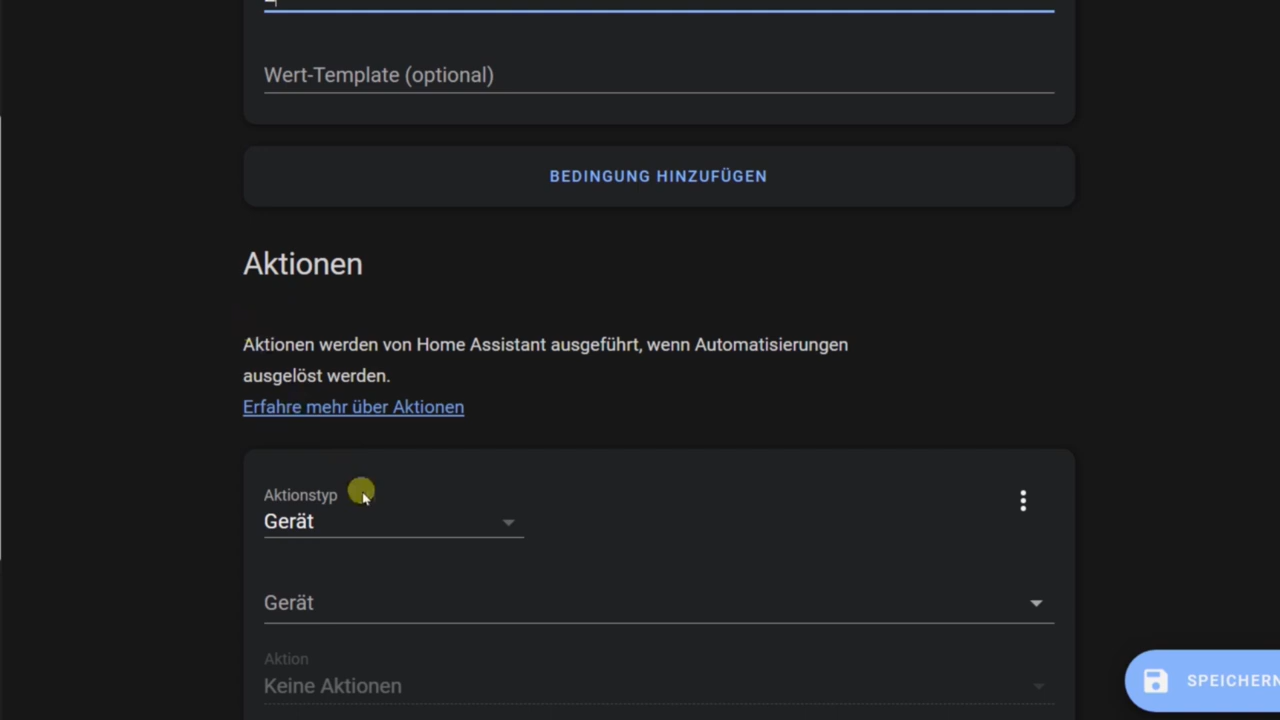 Wert-Template (optional)
BEDINGUNG HINZUFÜGEN
Aktionen
Aktionen werden von Home Assistant ausgeführt, wenn Automatisierungen
ausgelöst werden.
Erfahre mehr über Aktionen
Aktionstyp
Gerät
Gerät
Aktion
Keine Aktionen
SPEICHERN